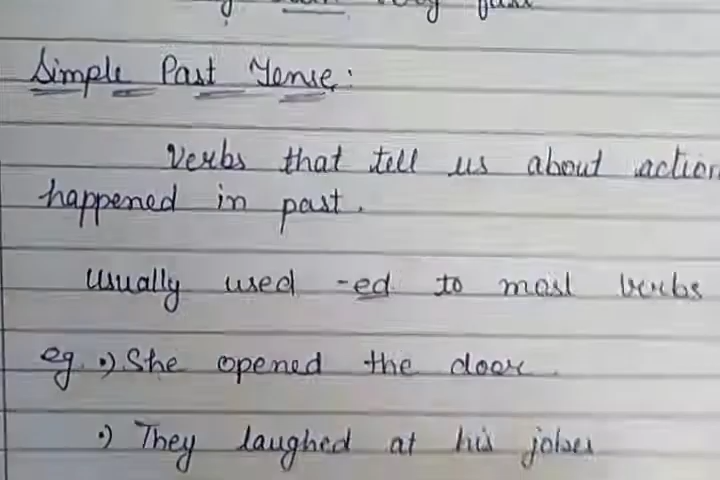 Simple Past Tense:
Verbs that tell us about action
happened in past.
Usually used -ed to most verbs
eg. •) She opened the door.
•) They laughed at his jokes